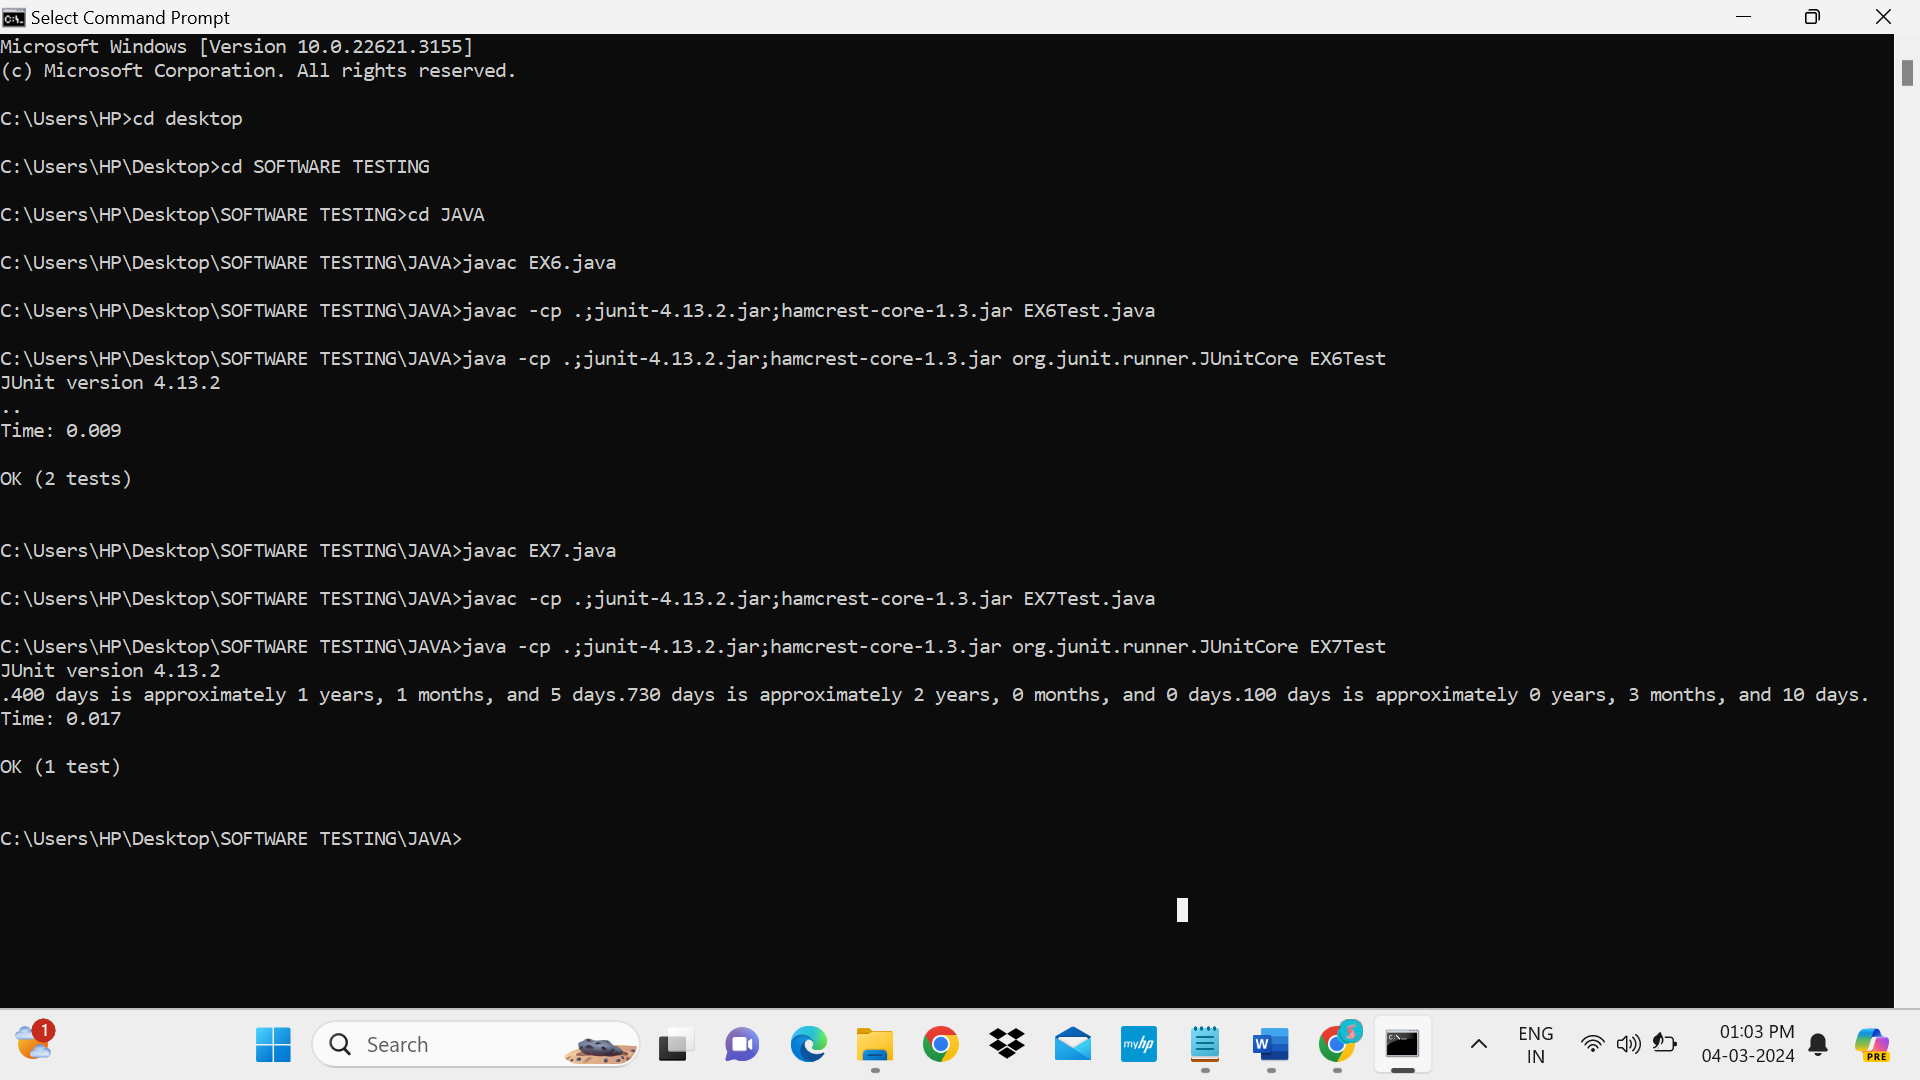 Select Command Prompt
Microsoft Windows [Version 10.0.22621.3155]
(c) Microsoft Corporation. All rights reserved.
C:\Users\HP>cd desktop
C:\Users\HP\Desktop>cd SOFTWARE TESTING
C:\Users\HP\Desktop\SOFTWARE TESTING>cd JAVA
C:\Users\HP\Desktop\SOFTWARE TESTING\JAVA>javac EX6.java
C:\Users\HP\Desktop\SOFTWARE TESTING\JAVA>javac -cp .;junit-4.13.2.jar;hamcrest-core-1.3.jar EX6Test.java
C:\Users\HP\Desktop\SOFTWARE TESTING\JAVA>java -cp .;junit-4.13.2.jar;hamcrest-core-1.3.jar org.junit.runner.JUnitCore EX6Test
JUnit version 4.13.2
..
Time: 0.009
OK (2 tests)
C:\Users\HP\Desktop\SOFTWARE TESTING\JAVA>javac EX7.java
C:\Users\HP\Desktop\SOFTWARE TESTING\JAVA>javac -cp .;junit-4.13.2.jar;hamcrest-core-1.3.jar EX7Test.java
C:\Users\HP\Desktop\SOFTWARE TESTING\JAVA>java -cp .;junit-4.13.2.jar;hamcrest-core-1.3.jar org.junit.runner.JUnitCore EX7Test
JUnit version 4.13.2
.400 days is approximately 1 years, 1 months, and 5 days.730 days is approximately 2 years, 0 months, and 0 days.100 days is approximately 0 years, 3 months, and 10 days.
Time: 0.017
OK (1 test)
C:\Users\HP\Desktop\SOFTWARE TESTING\JAVA>
1
Search
myhp
W
ENG
IN
01:03 PM
04-03-2024
PRE